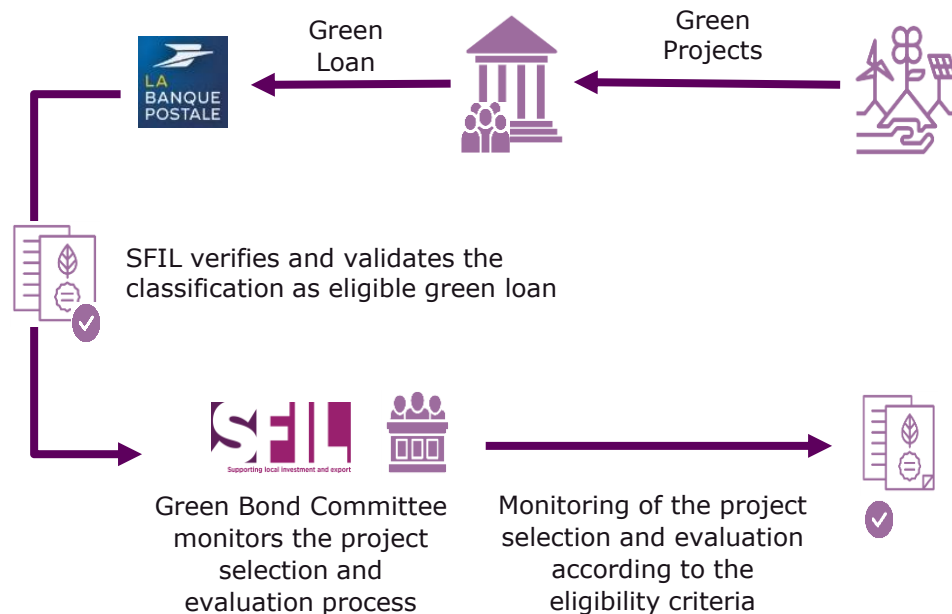 Green
Loan
Green
Projects
LA
BANQUE
POSTALE
SFIL verifies and validates the
classification as eligible green loan
SFIL
Supporting local investment and export
Green Bond Committee
monitors the project
selection and
evaluation process
Monitoring of the project
selection and evaluation
according to the
eligibility criteria